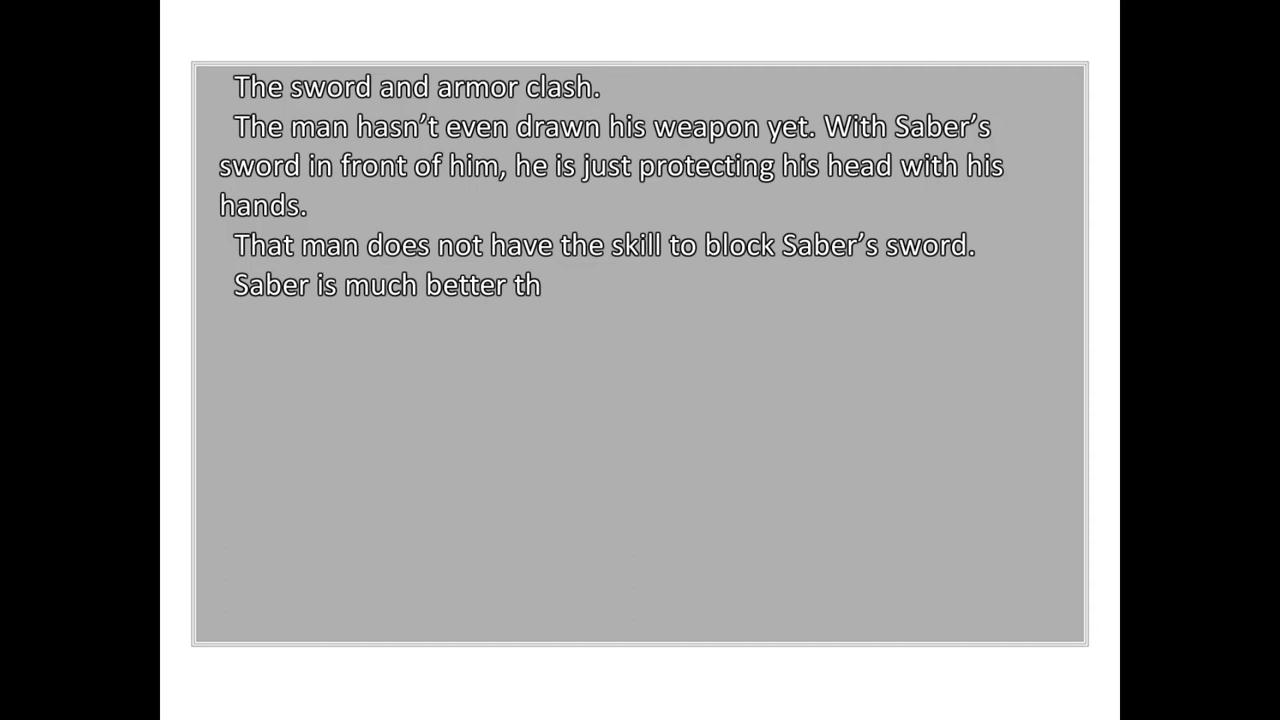 The sword and armor clash.
The man hasn’t even drawn his weapon yet. With Saber’s
sword in front of him, he is just protecting his head with his
hands.
That man does not have the skill to block Saber’s sword.
Saber is much better th